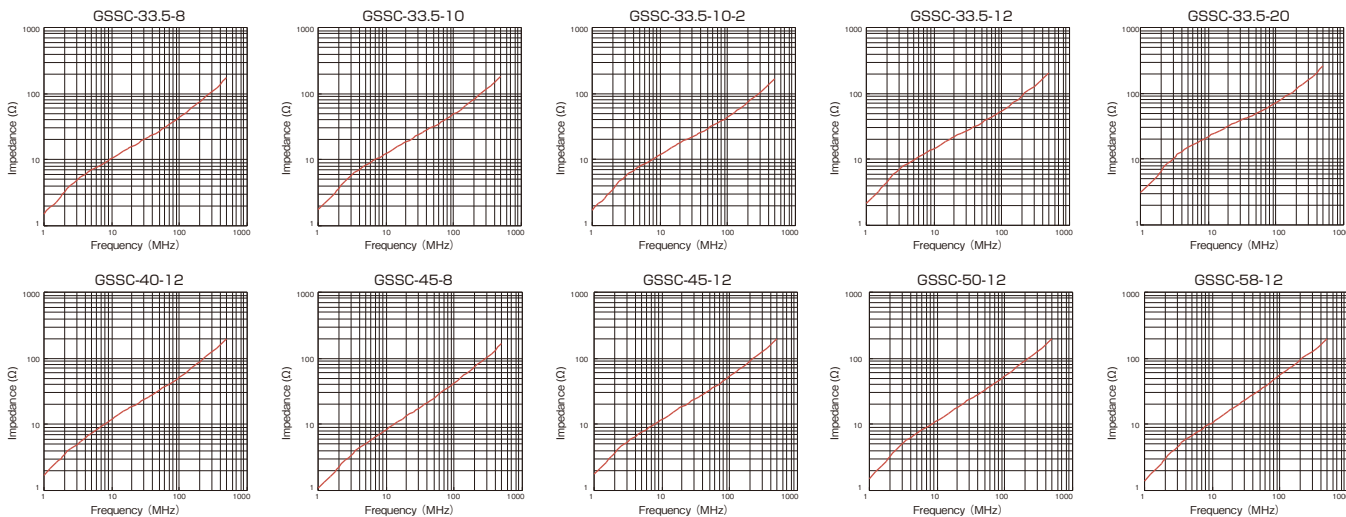 GSSC-33.5-8 GSSC-33.5-10 GSSC-33.5-10-2 GSSC-33.5-12 GSSC-33.5-20
1000 1000 1000 1000 1000
100 100 100 100 100
10 10 10 10 10
1 1 1 1 1
Impedance (Ω) Impedance (Ω) Impedance (Ω) Impedance (Ω) Impedance (Ω)
1 10 100 1000 1 10 100 1000 1 10 100 1000 1 10 100 1000 1 10 100 1000
Frequency (MHz) Frequency (MHz) Frequency (MHz) Frequency (MHz) Frequency (MHz)
GSSC-40-12 GSSC-45-8 GSSC-45-12 GSSC-50-12 GSSC-58-12
1000 1000 1000 1000 1000
100 100 100 100 100
10 10 10 10 10
1 1 1 1 1
Impedance (Ω) Impedance (Ω) Impedance (Ω) Impedance (Ω) Impedance (Ω)
1 10 100 1000 1 10 100 1000 1 10 100 1000 1 10 100 1000 1 10 100 1000
Frequency (MHz) Frequency (MHz) Frequency (MHz) Frequency (MHz) Frequency (MHz)